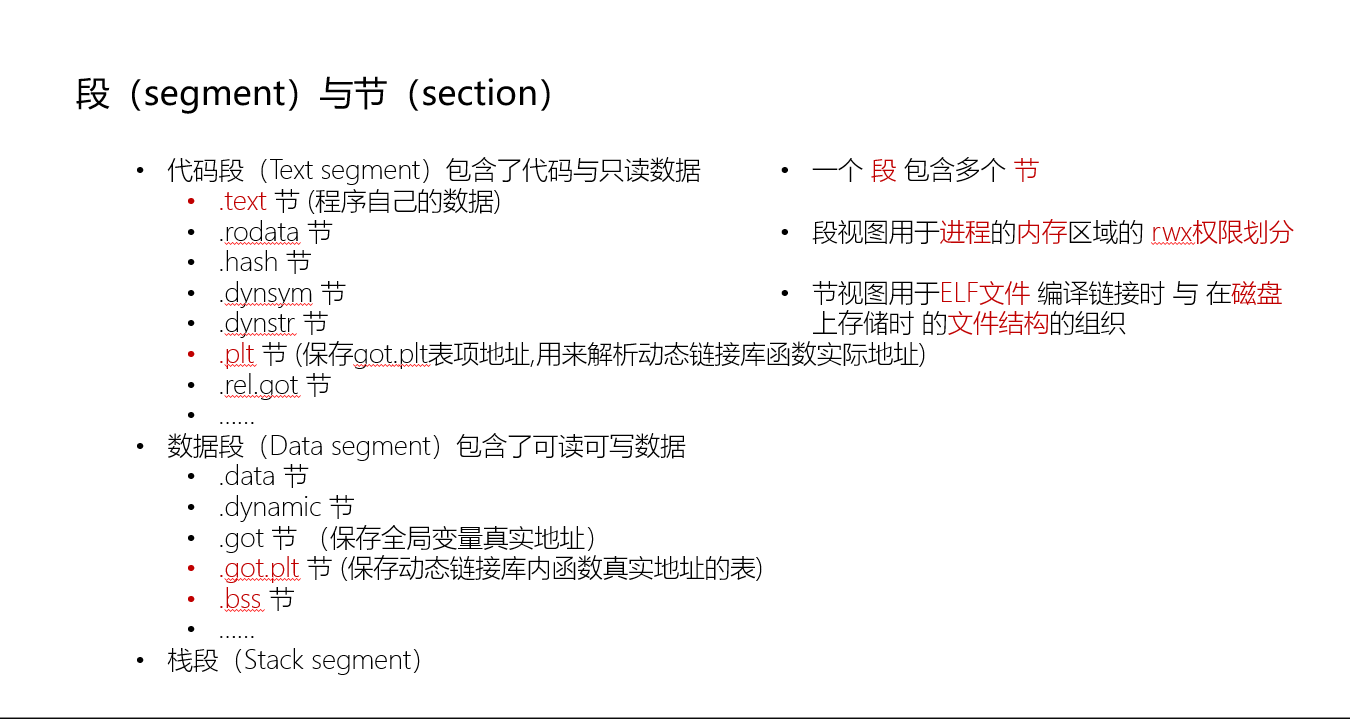 段（segment）与节（section）
• 代码段（Text segment）包含了代码与只读数据
• .text 节 (程序自己的数据)
• .rodata 节
• .hash 节
• .dynsym 节
• .dynstr 节
• .plt 节 (保存got.plt表项地址,用来解析动态链接库函数实际地址)
• .rel.got 节
• ……
• 数据段（Data segment）包含了可读可写数据
• .data 节
• .dynamic 节
• .got 节 （保存全局变量真实地址）
• .got.plt 节 (保存动态链接库内函数真实地址的表)
• .bss 节
• ……
• 栈段（Stack segment）
• 一个 段 包含多个 节
• 段视图用于进程的内存区域的 rwx权限划分
• 节视图用于ELF文件 编译链接时 与 在磁盘
上存储时 的文件结构的组织